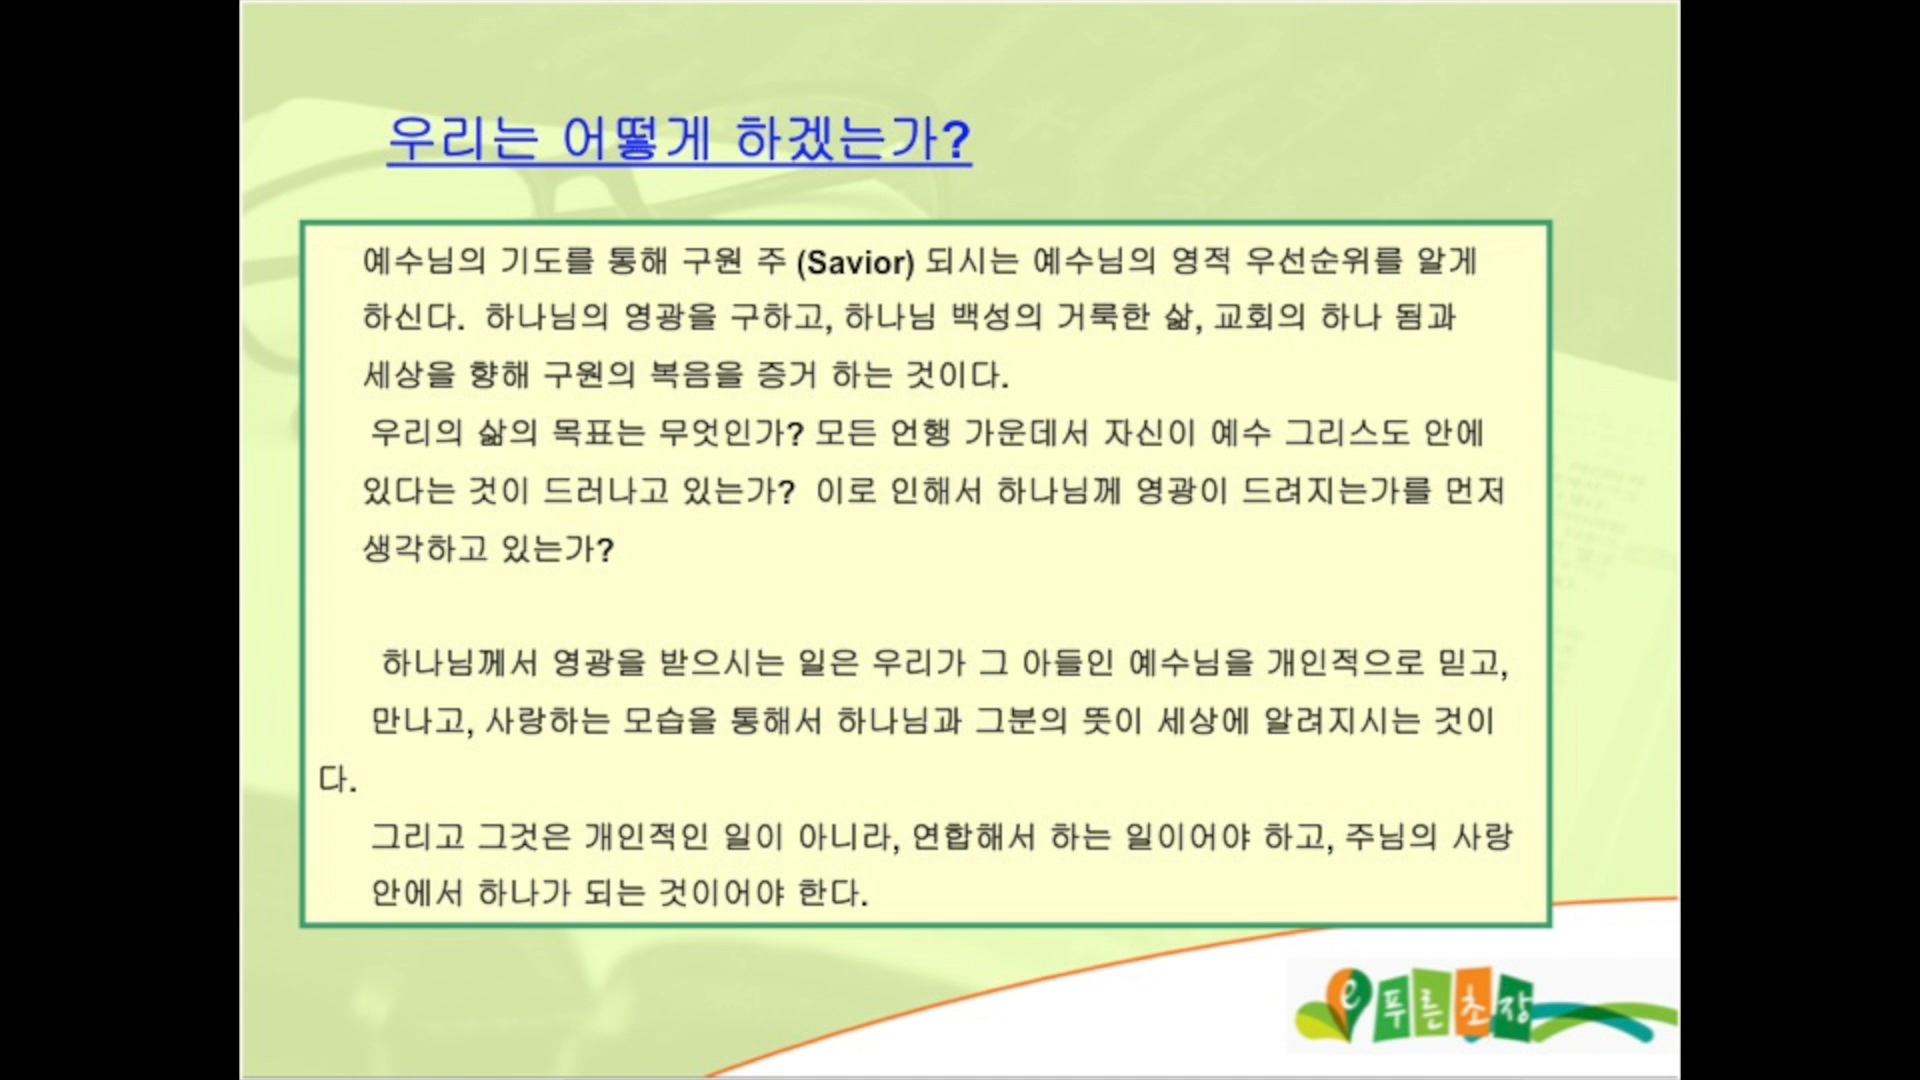 우리는 어떻게 하겠는가?
예수님의 기도를 통해 구원 주 (Savior) 되시는 예수님의 영적 우선순위를 알게
하신다. 하나님의 영광을 구하고, 하나님 백성의 거룩한 삶, 교회의 하나 됨과
세상을 향해 구원의 복음을 증거 하는 것이다.
우리의 삶의 목표는 무엇인가? 모든 언행 가운데서 자신이 예수 그리스도 안에
있다는 것이 드러나고 있는가? 이로 인해서 하나님께 영광이 드려지는가를 먼저
생각하고 있는가?
하나님께서 영광을 받으시는 일은 우리가 그 아들인 예수님을 개인적으로 믿고,
만나고, 사랑하는 모습을 통해서 하나님과 그분의 뜻이 세상에 알려지시는 것이
다.
그리고 그것은 개인적인 일이 아니라, 연합해서 하는 일이어야 하고, 주님의 사랑
안에서 하나가 되는 것이어야 한다.
e 푸른초장